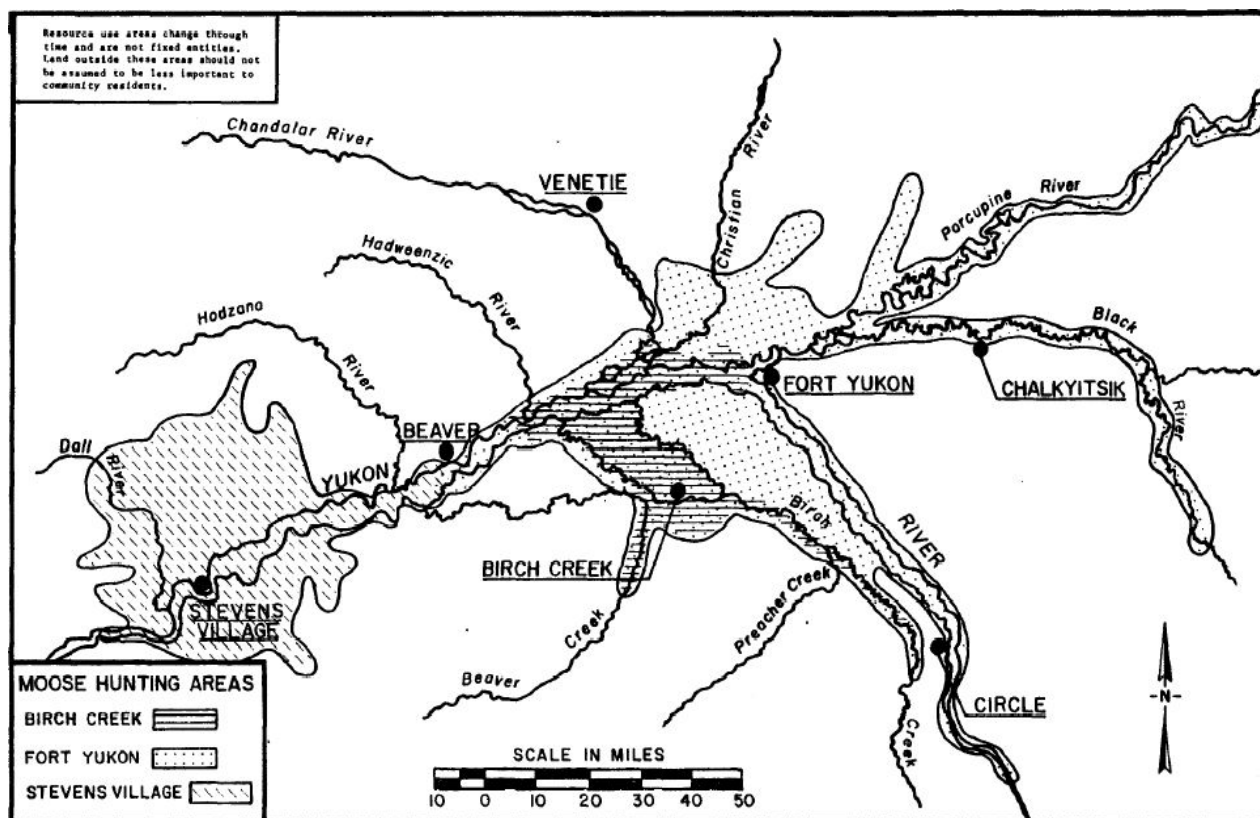 Resource use areas change through
time and are not fixed entities.
Land outside these areas should not
be assumed to be less important to
community residents.
Chandalar River
VENETIE
Christian River
Porcupine River
Hadweenzic River
Hodzana River
Black River
FORT YUKON
CHALKYITSIK
BEAVER
Dall River
YUKON RIVER
Birch Creek
BIRCH CREEK
STEVENS
VILLAGE
Preacher Creek
Beaver Creek
CIRCLE
MOOSE HUNTING AREAS
BIRCH CREEK
FORT YUKON
STEVENS VILLAGE
SCALE IN MILES
10 0 10 20 30 40 50
-N-